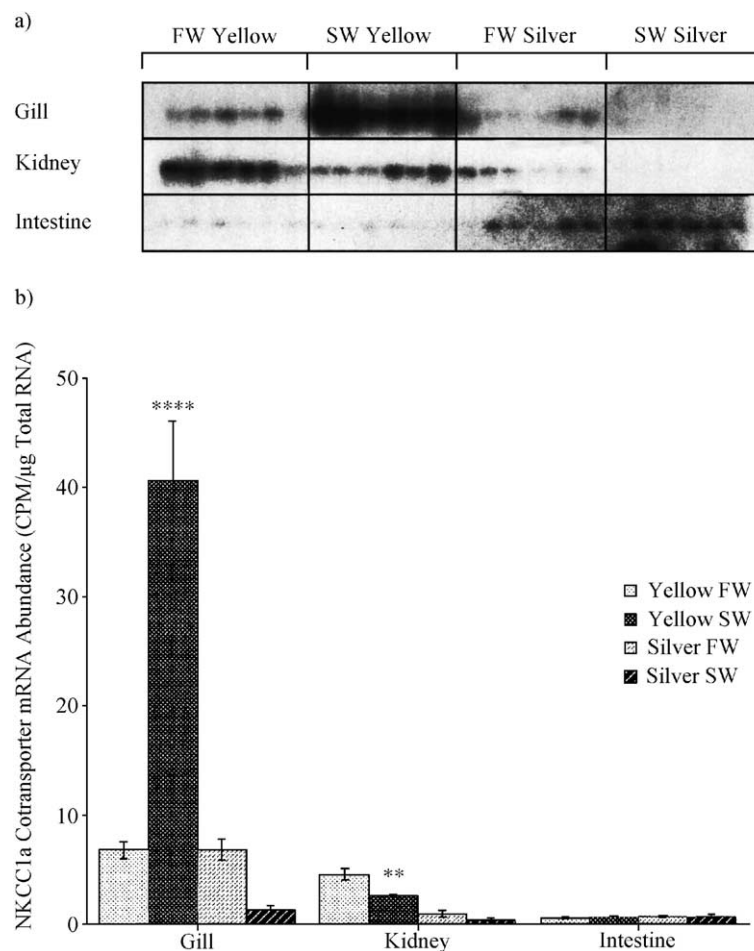 a)
FW Yellow SW Yellow FW Silver SW Silver
Gill
Kidney
Intestine
b)
NKCC1a Cotransporter mRNA Abundance (CPM/µg Total RNA)
50
40
30
20
10
0
****
**
Yellow FW
Yellow SW
Silver FW
Silver SW
Gill Kidney Intestine